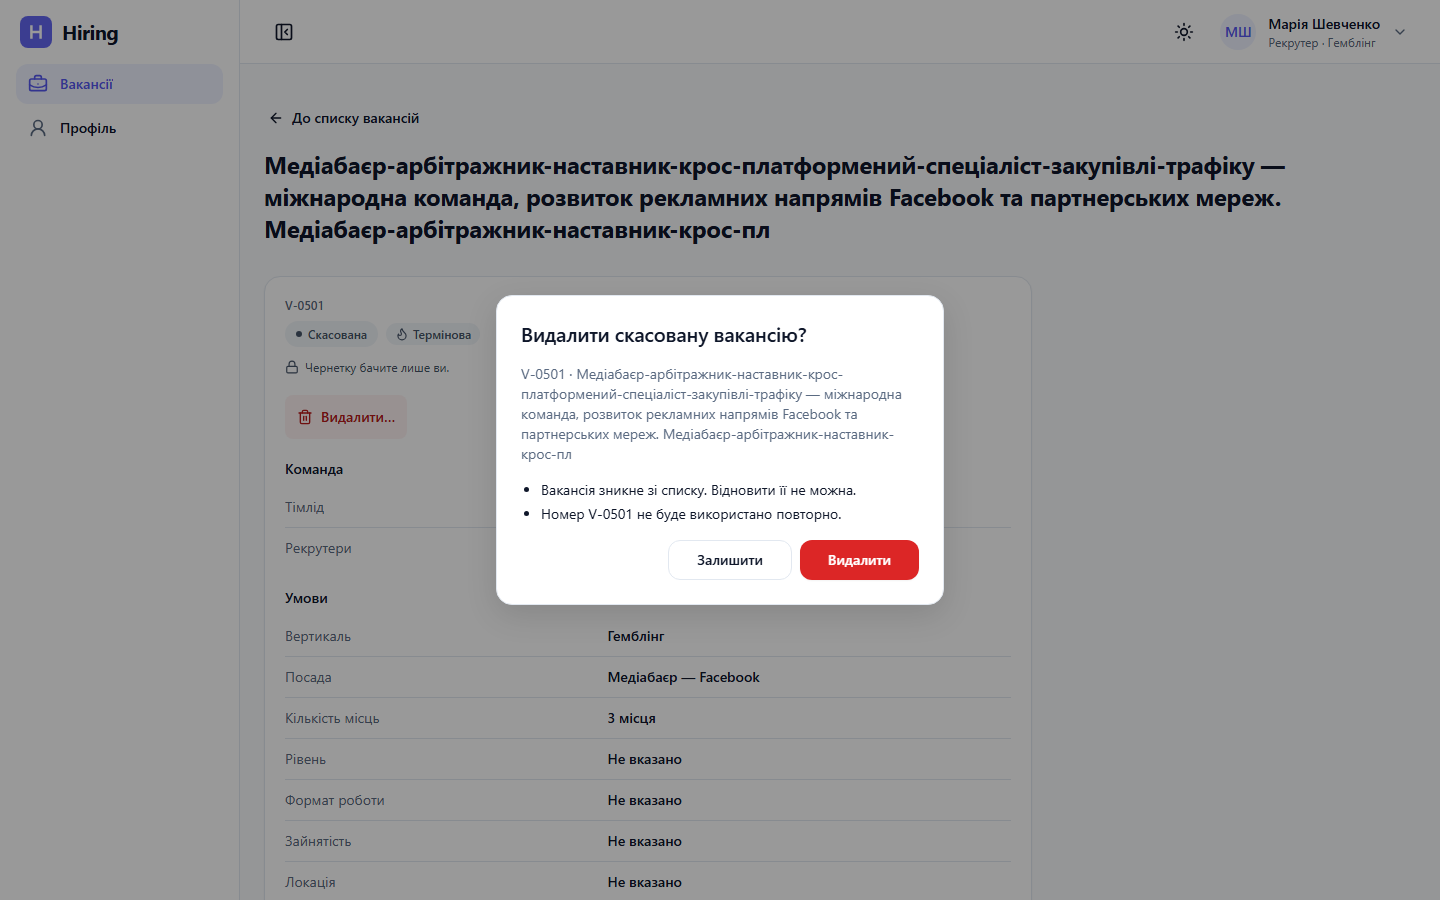 H Hiring
Вакансії
Профіль
МШ
Марія Шевченко
Рекрутер · Гемблінг
До списку вакансій
Медіабаєр-арбітражник-наставник-крос-платформений-спеціаліст-закупівлі-трафіку —
міжнародна команда, розвиток рекламних напрямів Facebook та партнерських мереж.
Медіабаєр-арбітражник-наставник-крос-пл
V-0501
Скасована
Термінова
Чернетку бачите лише ви.
Видалити...
Команда
Тімлід
Рекрутери
Умови
Вертикаль
Гемблінг
Посада
Медіабаєр — Facebook
Кількість місць
3 місця
Рівень
Не вказано
Формат роботи
Не вказано
Зайнятість
Не вказано
Локація
Не вказано
Видалити скасовану вакансію?
V-0501 · Медіабаєр-арбітражник-наставник-крос-
платформений-спеціаліст-закупівлі-трафіку — міжнародна
команда, розвиток рекламних напрямів Facebook та
партнерських мереж. Медіабаєр-арбітражник-наставник-
крос-пл
• Вакансія зникне зі списку. Відновити її не можна.
• Номер V-0501 не буде використано повторно.
Залишити
Видалити